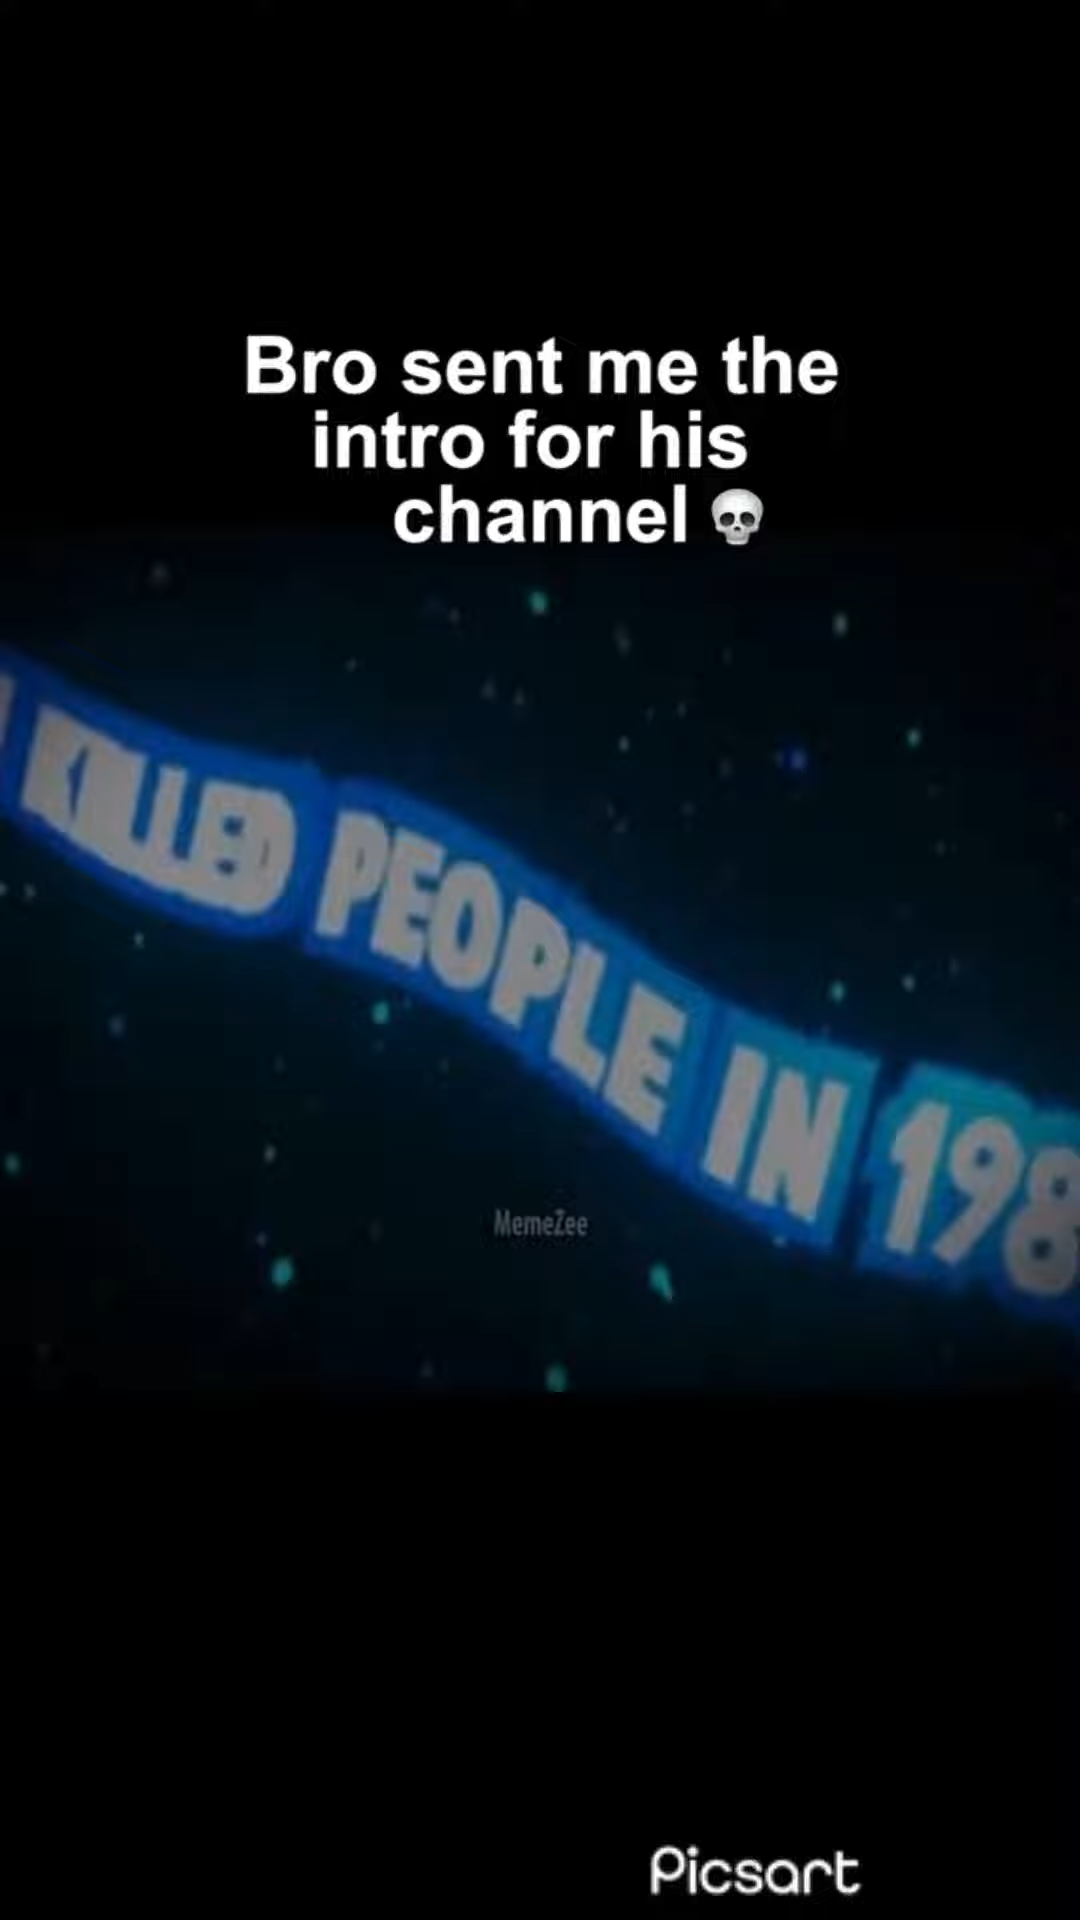 Bro sent me the
intro for his
channel 💀
KILLED PEOPLE IN 198
MemeZee
Picsart